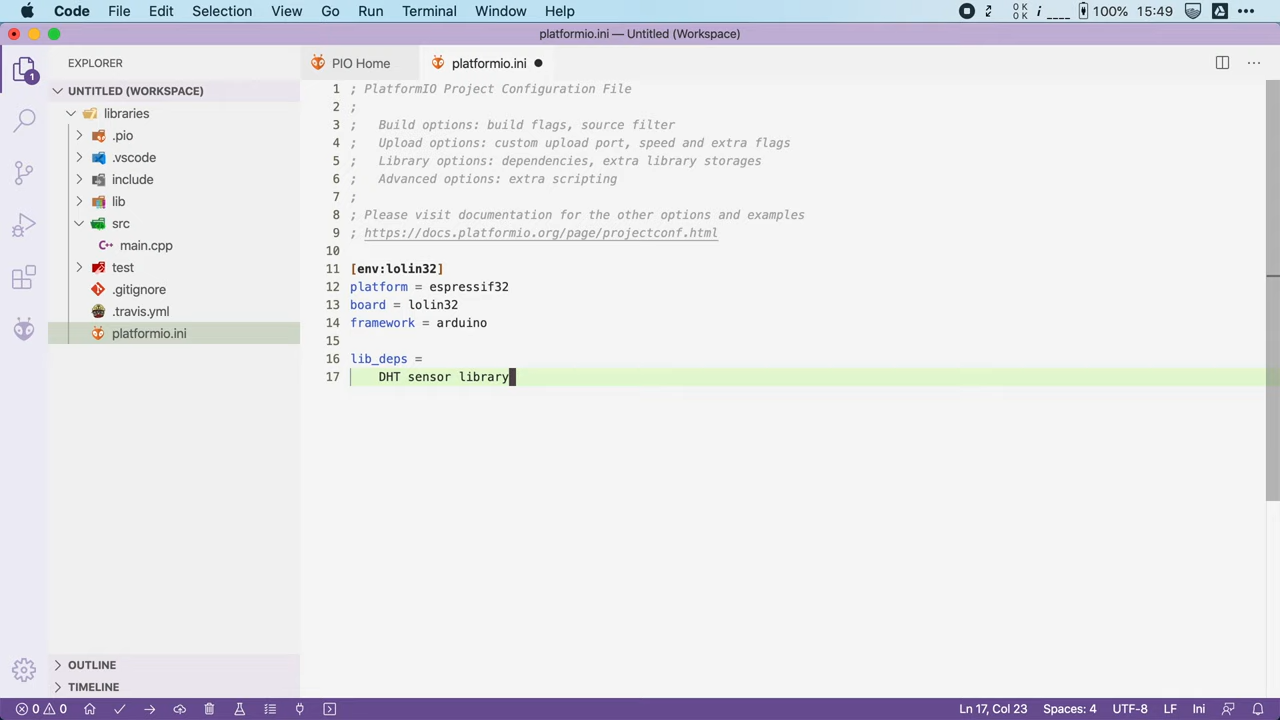 Code File Edit Selection View Go Run Terminal Window Help 0 K 0 K 100% 15:49
platformio.ini — Untitled (Workspace)
1
EXPLORER
UNTITLED (WORKSPACE)
libraries
.pio
.vscode
include
lib
src
main.cpp
test
.gitignore
.travis.yml
platformio.ini
OUTLINE
TIMELINE
PIO Home platformio.ini
1 ; PlatformIO Project Configuration File
2 ;
3 ;   Build options: build flags, source filter
4 ;   Upload options: custom upload port, speed and extra flags
5 ;   Library options: dependencies, extra library storages
6 ;   Advanced options: extra scripting
7 ;
8 ; Please visit documentation for the other options and examples
9 ; https://docs.platformio.org/page/projectconf.html
10
11 [env:lolin32]
12 platform = espressif32
13 board = lolin32
14 framework = arduino
15
16 lib_deps =
17     DHT sensor library
0 0 Ln 17, Col 23 Spaces: 4 UTF-8 LF Ini